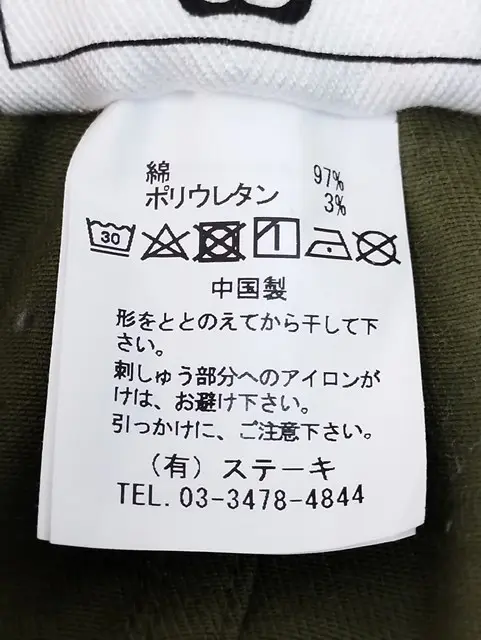 綿 97%
ポリウレタン 3%
30
中国製
形をととのえてから干して下
さい。
刺しゅう部分へのアイロンが
けは、お避け下さい。
引っかけに、ご注意下さい。
（有）ステーキ
TEL. 03-3478-4844